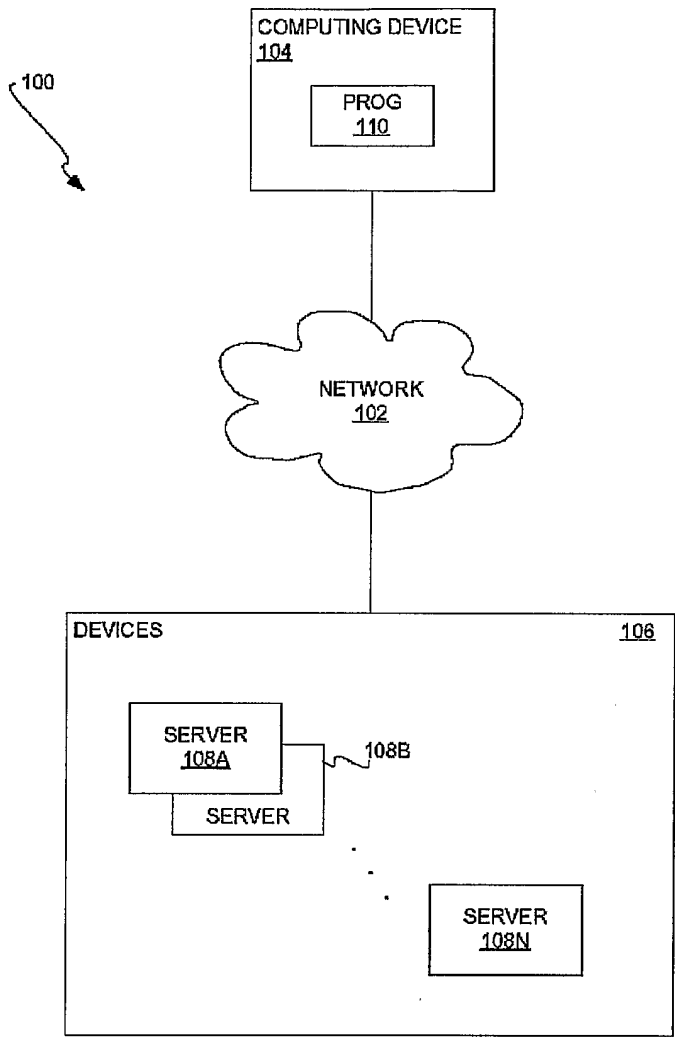 COMPUTING DEVICE
104
100
PROG
110
NETWORK
102
DEVICES
106
SERVER
108A
108B
SERVER
SERVER
108N